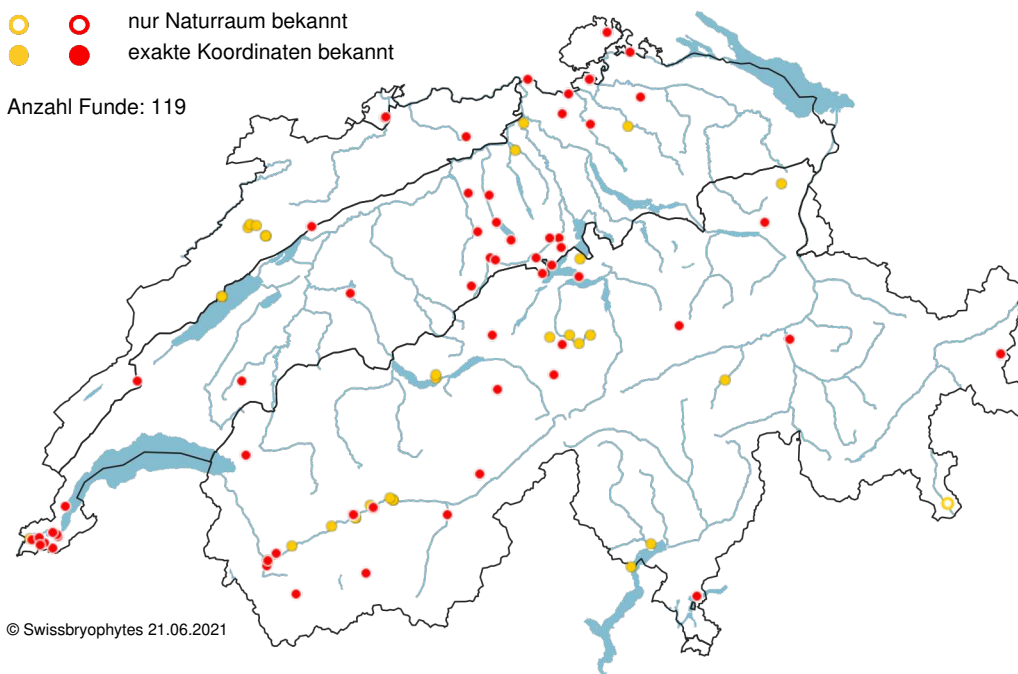 nur Naturraum bekannt
exakte Koordinaten bekannt
Anzahl Funde: 119
© Swissbryophytes 21.06.2021